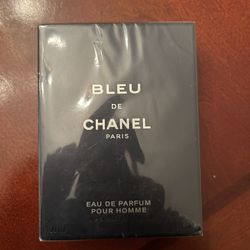 BLEU
DE
CHANEL
PARIS
EAU DE PARFUM
POUR HOMME